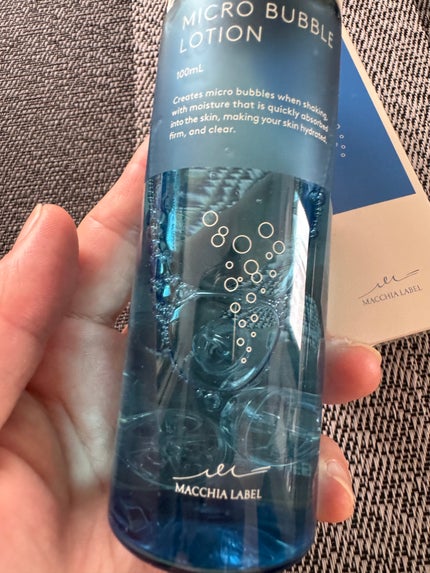 MICRO BUBBLE
LOTION
100mL
Creates micro bubbles when shaking,
with moisture that is quickly absorbed
into the skin, making your skin hydrated,
firm, and clear.
MACCHIA LABEL
MACCHIA LABEL